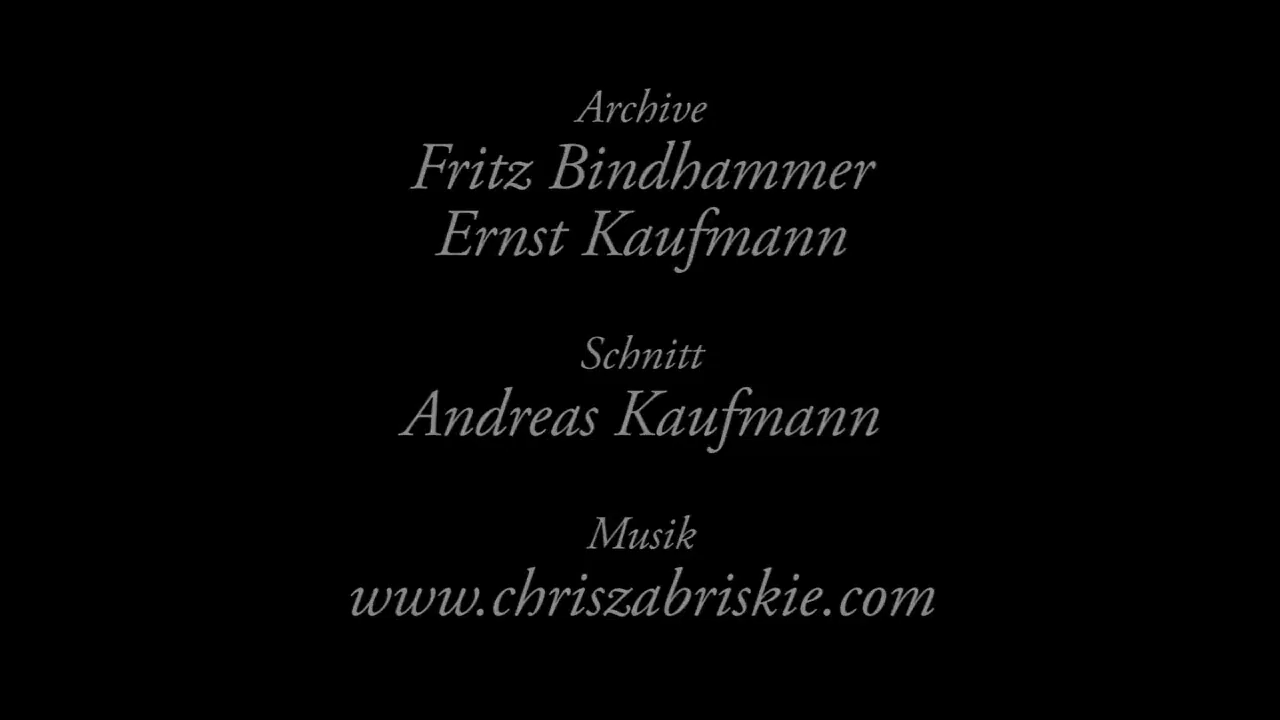 Archive
Fritz Bindhammer
Ernst Kaufmann
Schnitt
Andreas Kaufmann
Musik
www.chriszabriskie.com